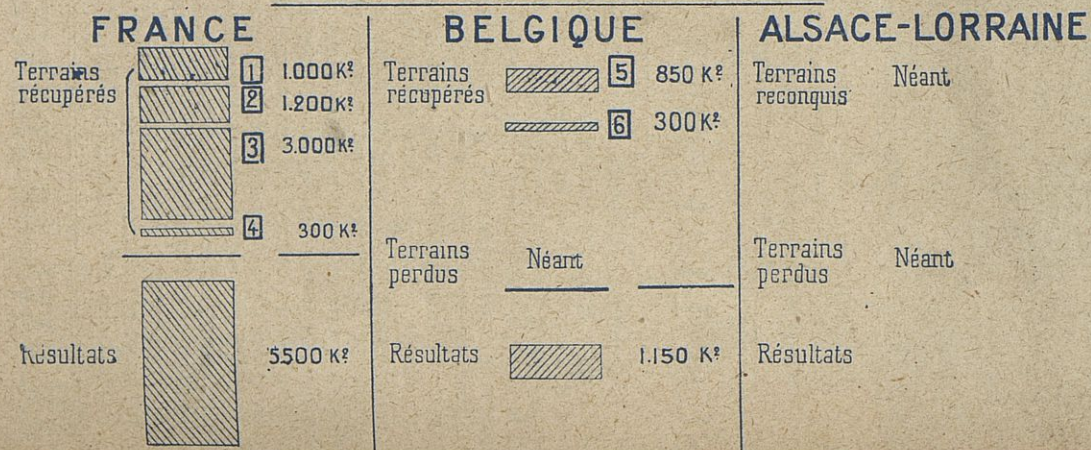 FRANCE
Terrains
récupérés
1 1.000 K²
2 1.200 K²
3 3.000 K²
4 300 K²
Résultats 5500 K²
BELGIQUE
Terrains
récupérés
5 850 K²
6 300 K²
Terrains
perdus
Néant
Résultats 1.150 K²
ALSACE-LORRAINE
Terrains
reconquis
Néant
Terrains
perdus
Néant
Résultats